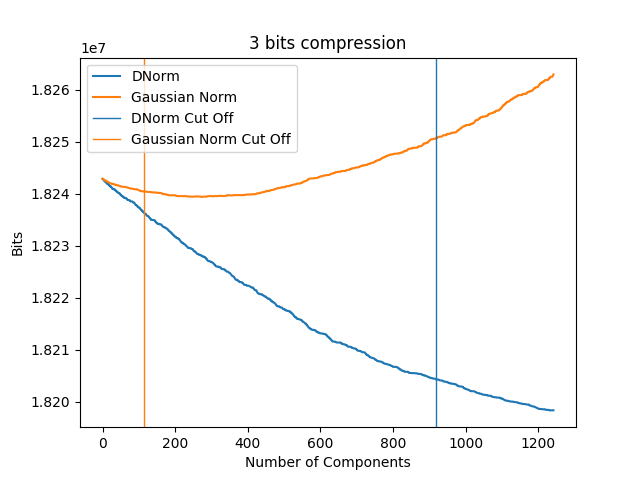 3 bits compression
1e7
DNorm
Gaussian Norm
DNorm Cut Off
Gaussian Norm Cut Off
1.826
1.825
1.824
1.823
1.822
1.821
1.820
Bits
0 200 400 600 800 1000 1200
Number of Components